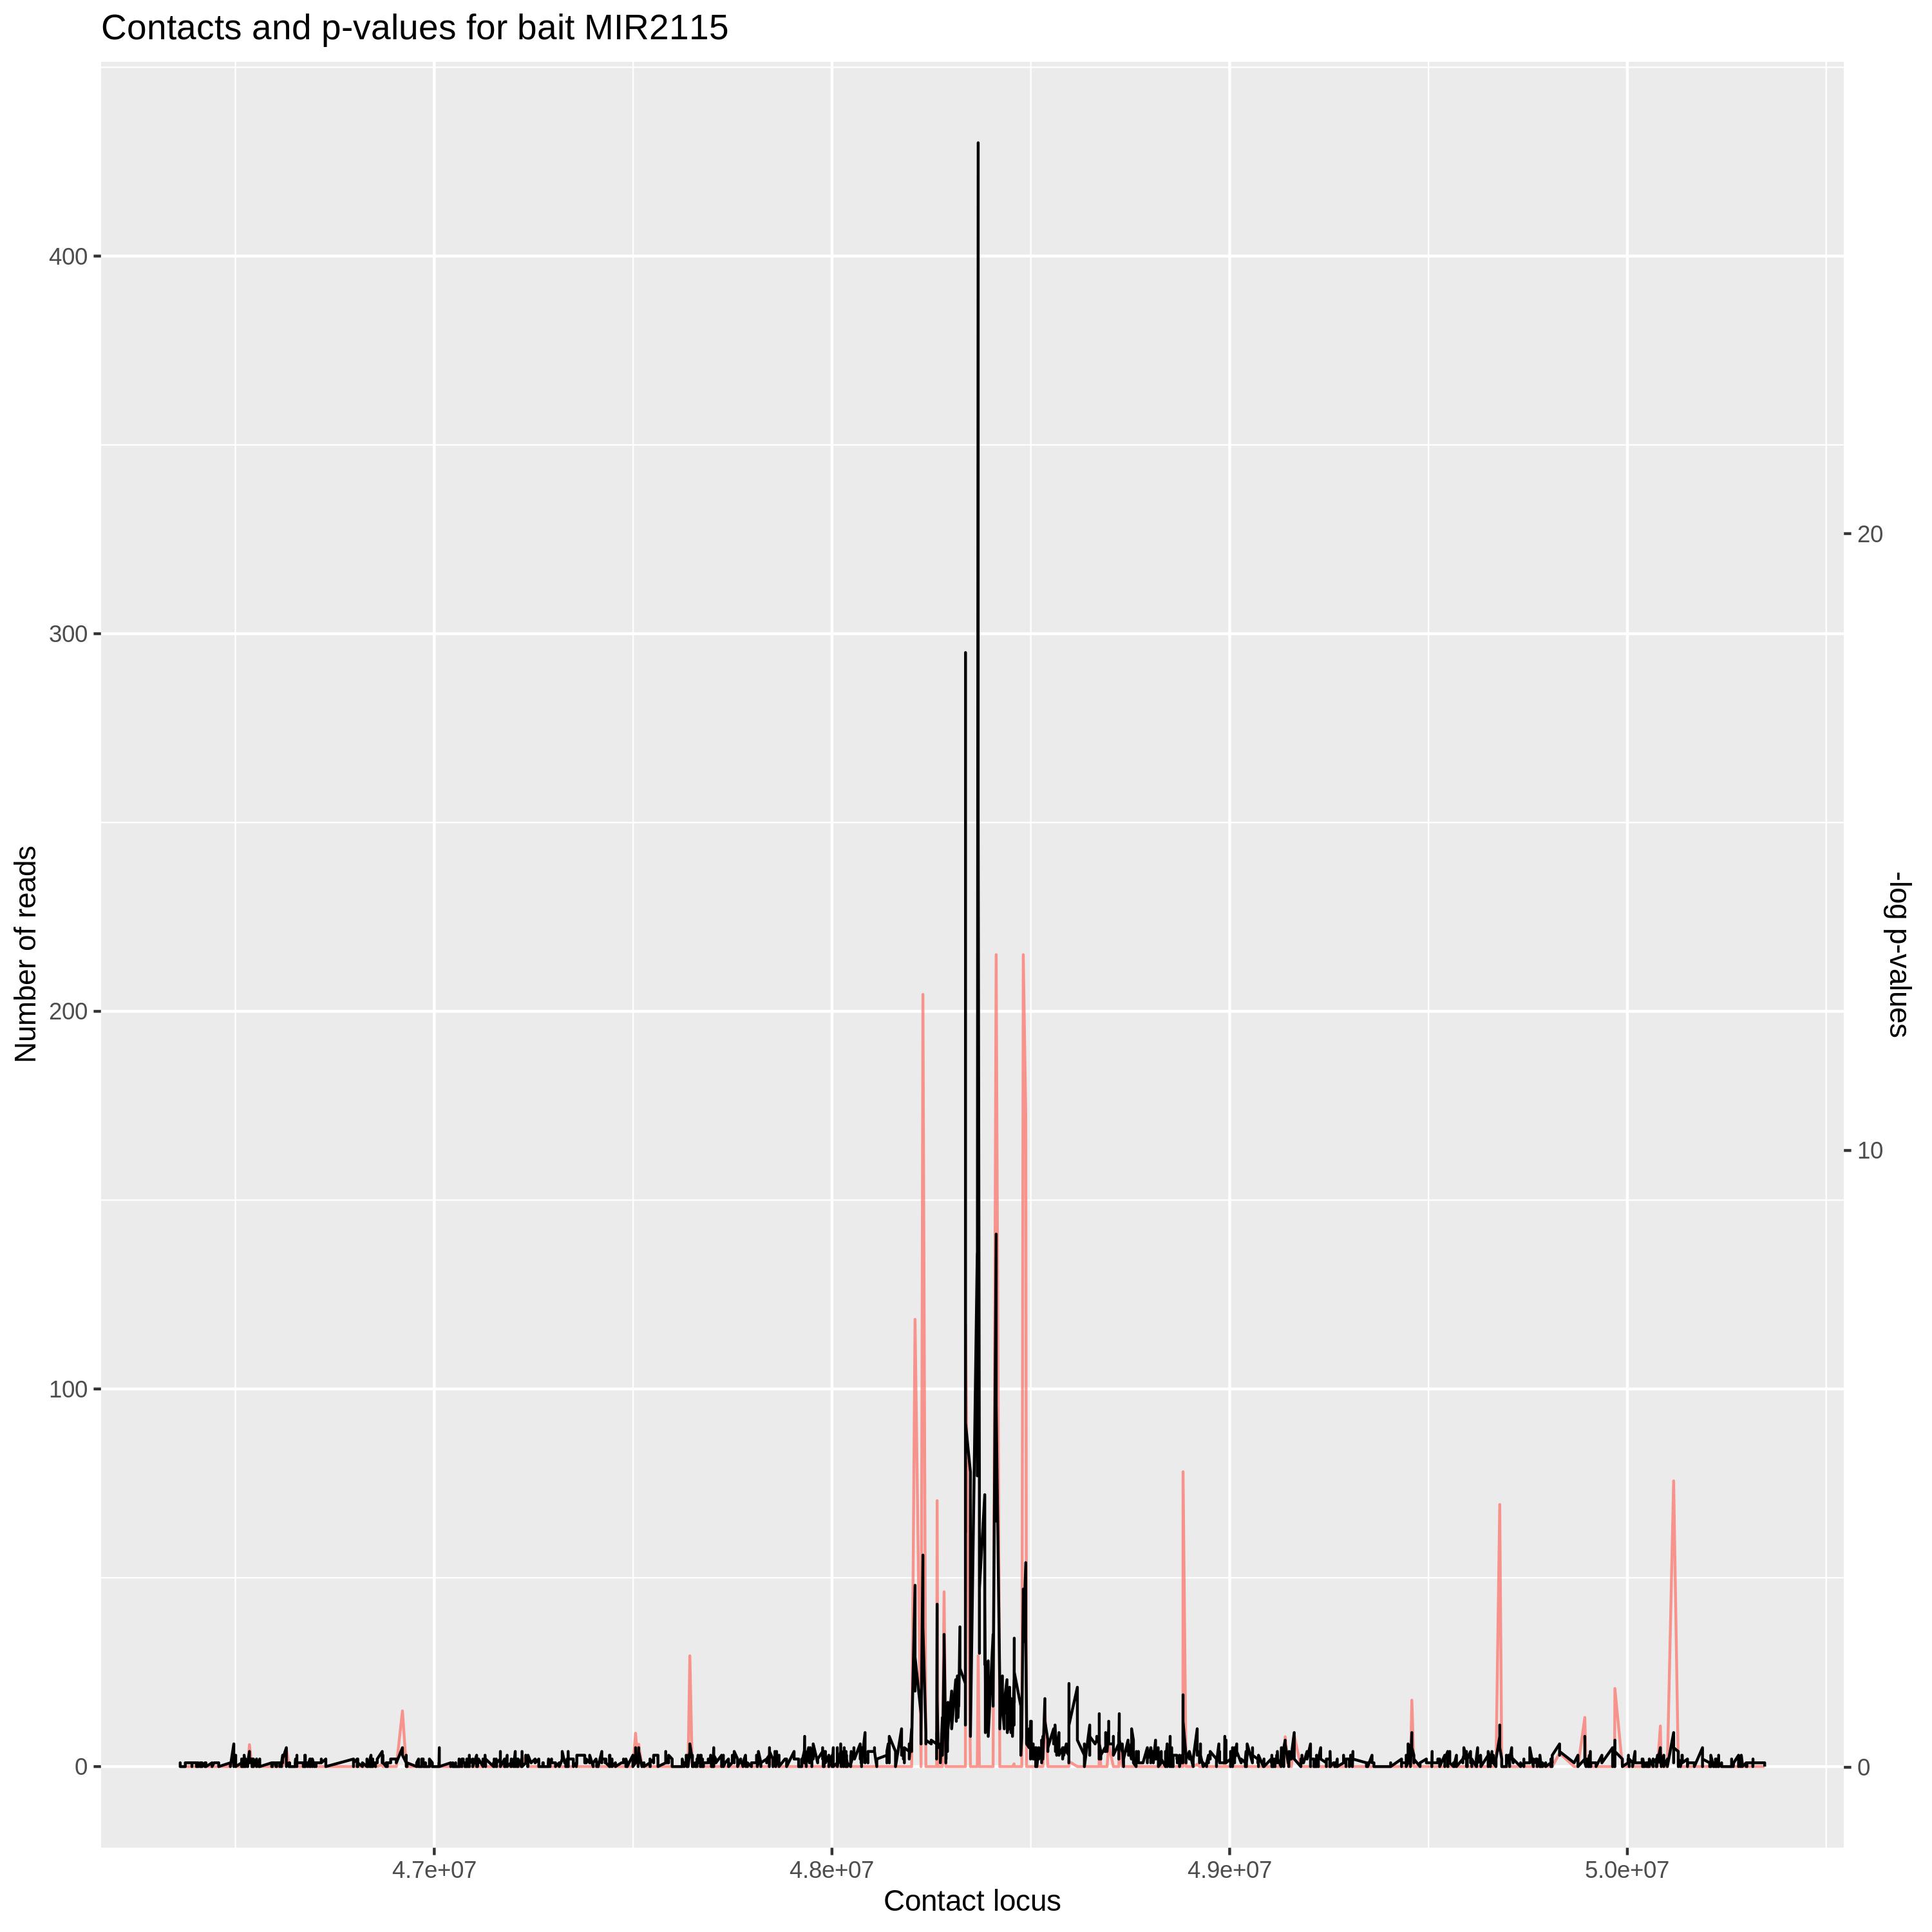 Contacts and p-values for bait MIR2115
Number of reads
400
300
200
100
0
20
10
0
-log p-values
4.7e+07
4.8e+07
4.9e+07
5.0e+07
Contact locus